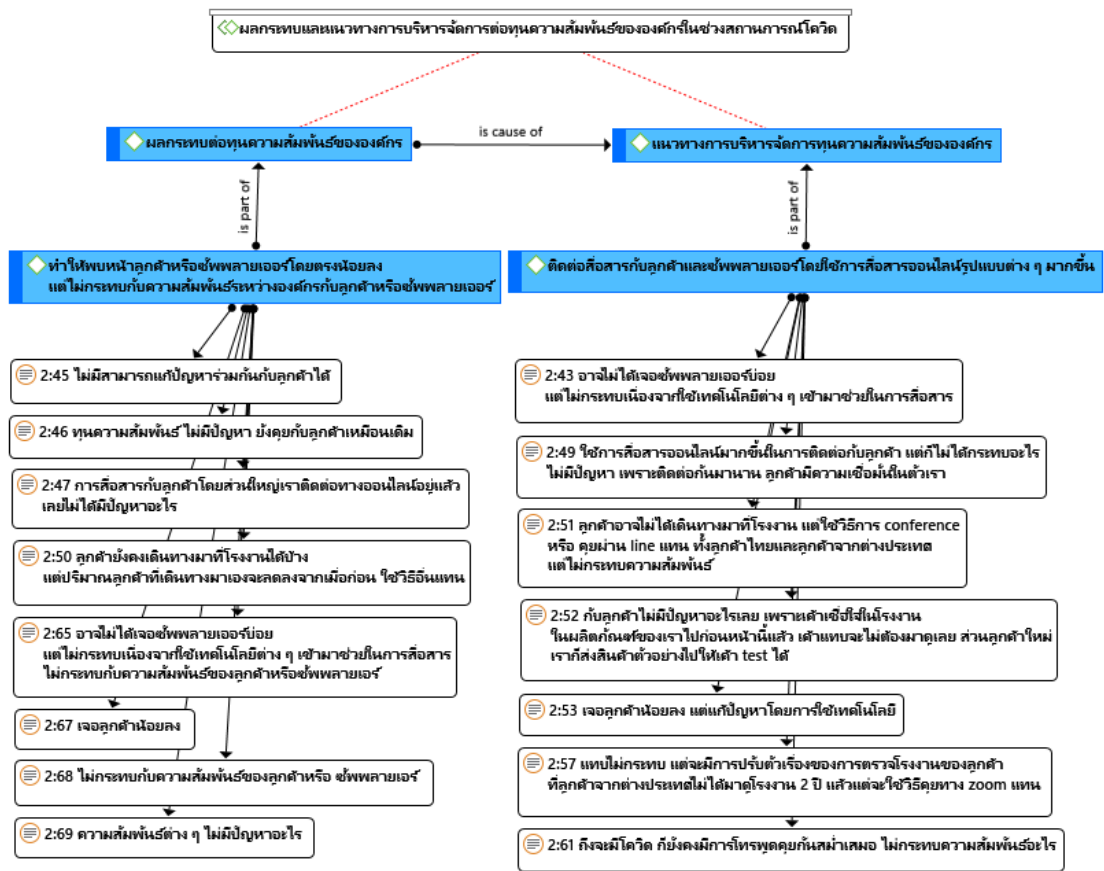 ผลกระทบและแนวทางการบริหารจัดการต่อทุนความสัมพันธ์ขององค์กรในช่วงสถานการณ์โควิด
ผลกระทบต่อทุนความสัมพันธ์ขององค์กร
is cause of
แนวทางการบริหารจัดการทุนความสัมพันธ์ขององค์กร
is part of
is part of
ทำให้พบหน้าลูกค้าหรือซัพพลายเออร์โดยตรงน้อยลง
แต่ไม่กระทบกับความสัมพันธ์ระหว่างองค์กรกับลูกค้าหรือซัพพลายเออร์
ติดต่อสื่อสารกับลูกค้าและซัพพลายเออร์โดยใช้การสื่อสารออนไลน์รูปแบบต่าง ๆ มากขึ้น
2:45 ไม่มีสามารถแก้ปัญหาร่วมกันกับลูกค้าได้
2:46 ทุนความสัมพันธ์ ไม่มีปัญหา ยังคุยกับลูกค้าเหมือนเดิม
2:47 การสื่อสารกับลูกค้าโดยส่วนใหญ่เราติดต่อทางออนไลน์อยู่แล้ว
เลยไม่ได้มีปัญหาอะไร
2:50 ลูกค้ายังคงเดินทางมาที่โรงงานได้บ้าง
แต่ปริมาณลูกค้าที่เดินทางมาเองจะลดลงจากเมื่อก่อน ใช้วิธีอื่นแทน
2:65 อาจไม่ได้เจอซัพพลายเออร์บ่อย
แต่ไม่กระทบเนื่องจากใช้เทคโนโลยีต่าง ๆ เข้ามาช่วยในการสื่อสาร
ไม่กระทบกับความสัมพันธ์ของลูกค้าหรือซัพพลายเอร์
2:67 เจอลูกค้าน้อยลง
2:68 ไม่กระทบกับความสัมพันธ์ของลูกค้าหรือ ซัพพลายเอร์
2:69 ความสัมพันธ์ต่าง ๆ ไม่มีปัญหาอะไร
2:43 อาจไม่ได้เจอซัพพลายเออร์บ่อย
แต่ไม่กระทบเนื่องจากใช้เทคโนโลยีต่าง ๆ เข้ามาช่วยในการสื่อสาร
2:49 ใช้การสื่อสารออนไลน์มากขึ้นในการติดต่อกับลูกค้า แต่ก็ไม่ได้กระทบอะไร
ไม่มีปัญหา เพราะติดต่อกันมานาน ลูกค้ามีความเชื่อมั่นในตัวเรา
2:51 ลูกค้าอาจไม่ได้เดินทางมาที่โรงงาน แต่ใช้วิธีการ conference
หรือ คุยผ่าน line แทน ทั้งลูกค้าไทยและลูกค้าจากต่างประเทศ
แต่ไม่กระทบความสัมพันธ์
2:52 กับลูกค้าไม่มีปัญหาอะไรเลย เพราะเค้าเชื่อใจในโรงงาน
ในผลิตภัณฑ์ของเราไปก่อนหน้านี้แล้ว เค้าแทบจะไม่ต้องมาดูเลย ส่วนลูกค้าใหม่
เราก็ส่งสินค้าตัวอย่างไปให้เค้า test ได้
2:53 เจอลูกค้าน้อยลง แต่แก้ปัญหาโดยการใช้เทคโนโลยี
2:57 แทบไม่กระทบ แต่จะมีการปรับตัวเรื่องของการตรวจโรงงานของลูกค้า
ที่ลูกค้าจากต่างประเทศไม่ได้มาดูโรงงาน 2 ปี แล้วแต่จะใช้วิธีคุยทาง zoom แทน
2:61 ถึงจะมีโควิด ก็ยังคงมีการโทรพูดคุยกันสม่ำเสมอ ไม่กระทบความสัมพันธ์อะไร